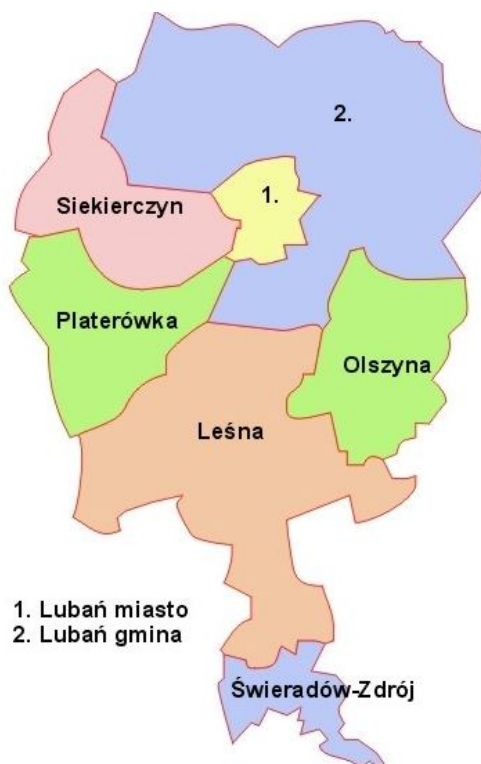 2.
1.
Siekierczyn
Platerówka
Olszyna
Leśna
1. Lubań miasto
2. Lubań gmina
Świeradów-Zdrój